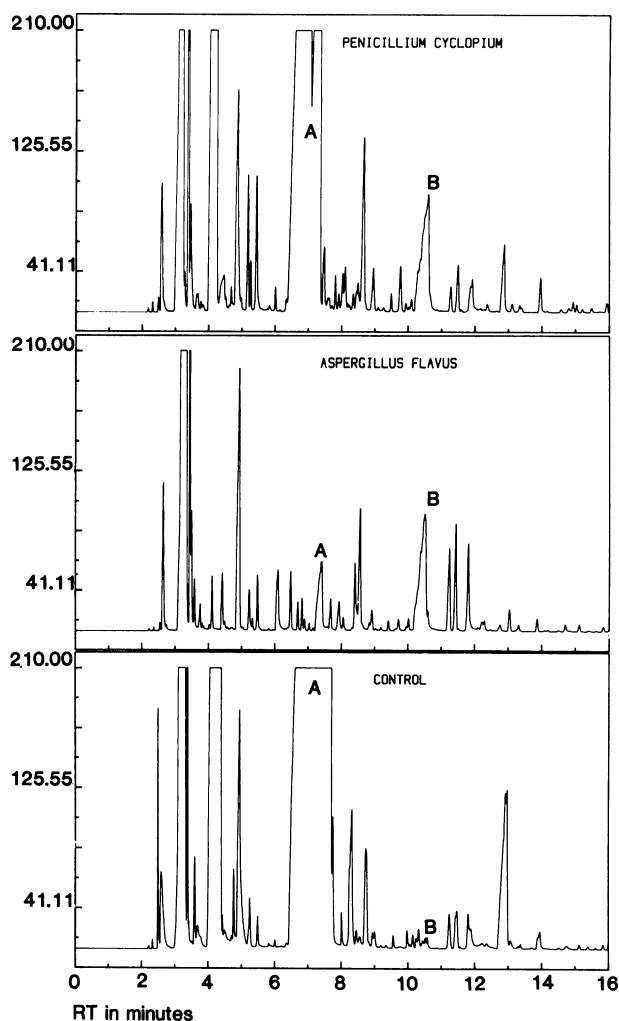 210.00
PENICILLIUM CYCLOPIUM
A
125.55
B
41.11
210.00
ASPERGILLUS FLAVUS
125.55
B
A
41.11
210.00
A
CONTROL
125.55
41.11
B
0 2 4 6 8 10 12 14 16
RT in minutes